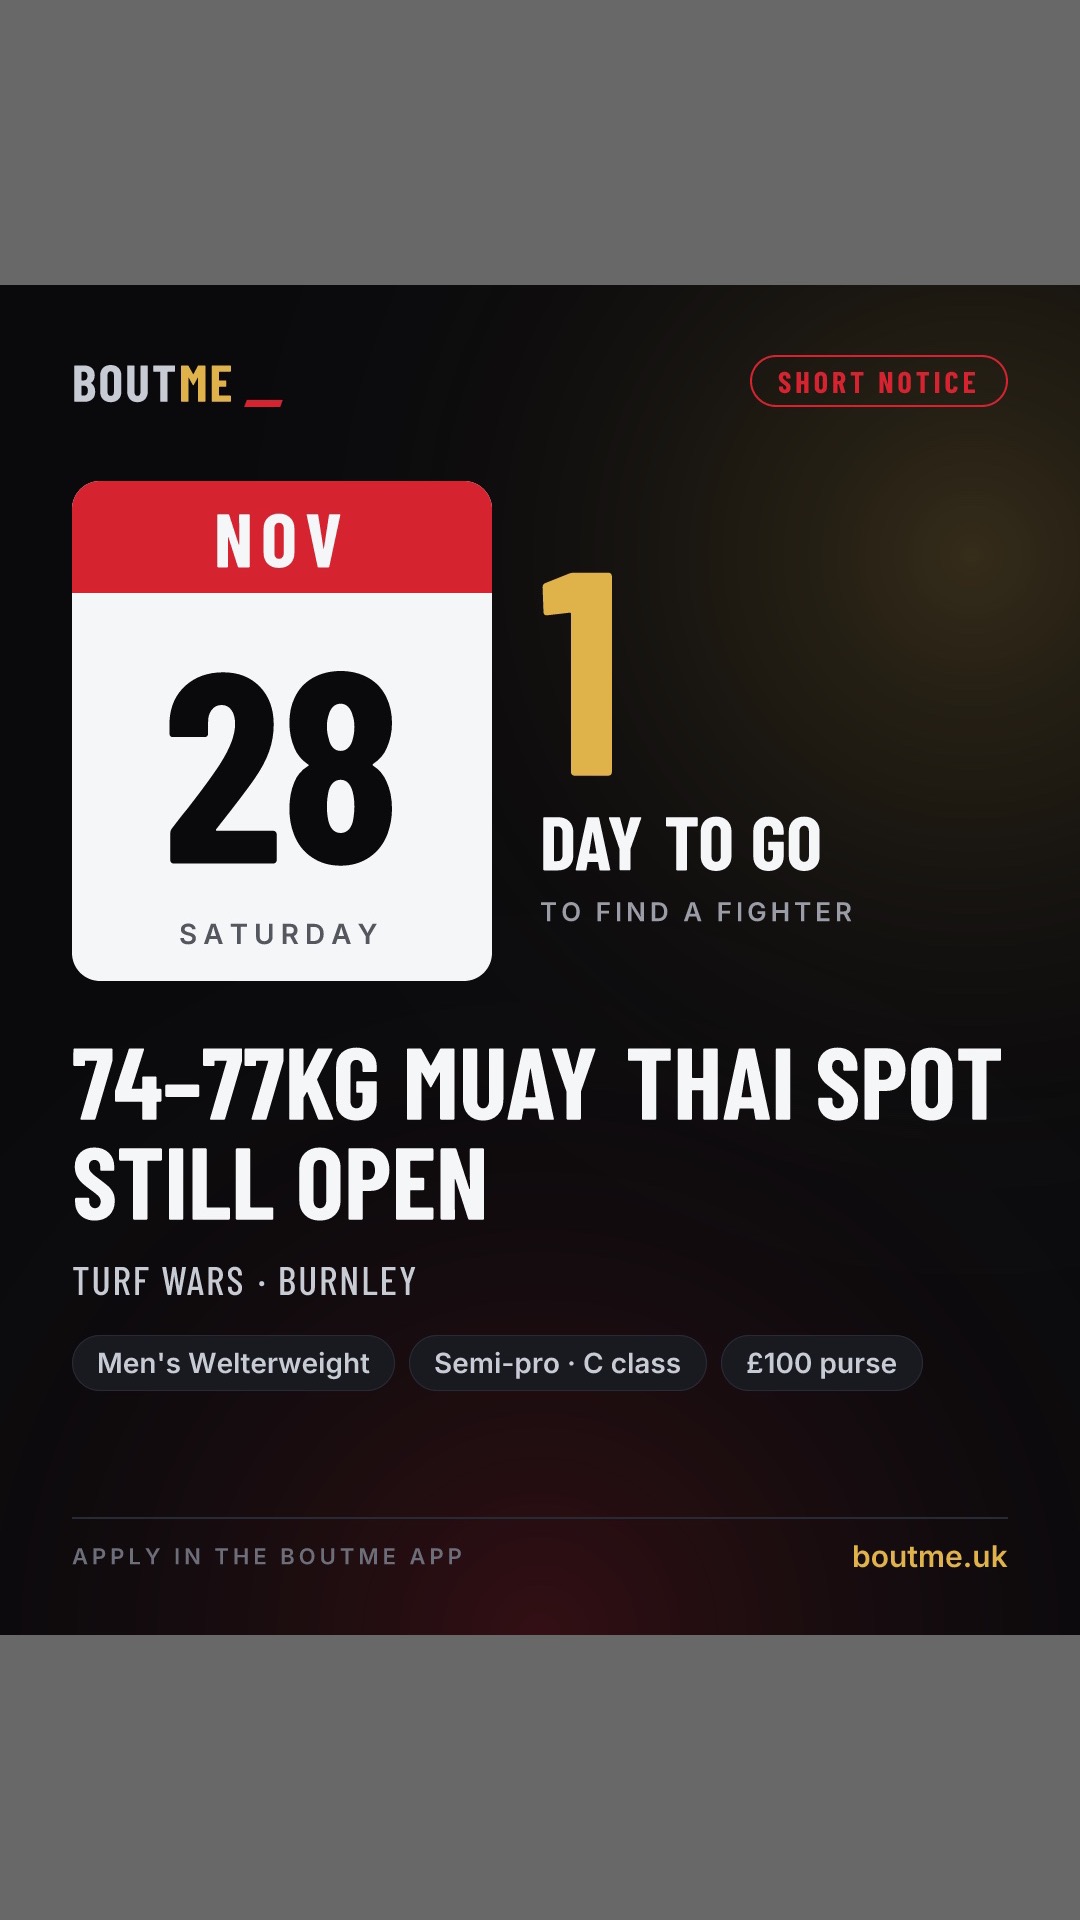 BOUTME
SHORT NOTICE
NOV
28
SATURDAY
1
DAY TO GO
TO FIND A FIGHTER
74–77KG MUAY THAI SPOT
STILL OPEN
TURF WARS · BURNLEY
Men's Welterweight
Semi-pro · C class
£100 purse
APPLY IN THE BOUTME APP
boutme.uk